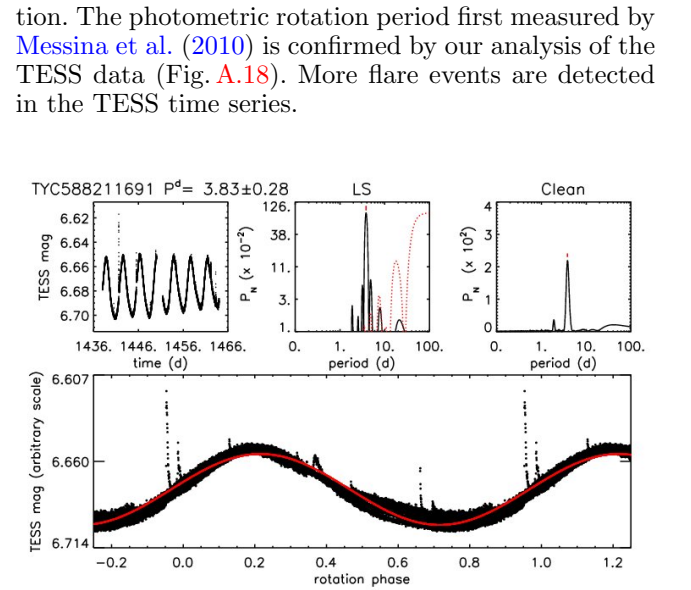 tion. The photometric rotation period first measured by
Messina et al. (2010) is confirmed by our analysis of the
TESS data (Fig. A.18). More flare events are detected
in the TESS time series.
TYC588211691 Pᵈ= 3.83±0.28
LS
Clean
TESS mag
6.62
6.64
6.66
6.68
6.70
1436. 1446. 1456. 1466.
time (d)
P_N (x 10⁻²)
126.
38.
11.
3.
1.
0. 1. 10. 100.
period (d)
P_N (x 10²)
4
3
2
1
0
0. 1. 10. 100.
period (d)
TESS mag (arbitrary scale)
6.607
6.660
6.714
−0.2 0.0 0.2 0.4 0.6 0.8 1.0 1.2
rotation phase